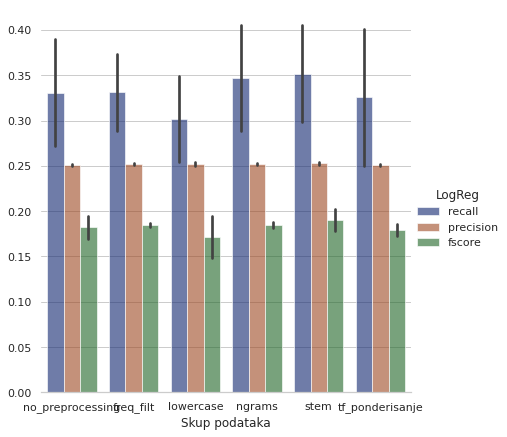 0.40
0.35
0.30
0.25
0.20
0.15
0.10
0.05
0.00
LogReg
recall
precision
fscore
no_preprocessing freq_filt lowercase ngrams stem tf_ponderisanje
Skup podataka